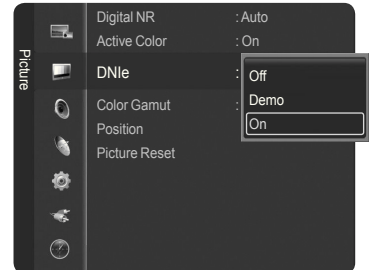 Picture
Digital NR : Auto
Active Color : On
DNIe :
Off
Demo
On
Color Gamut :
Position
Picture Reset